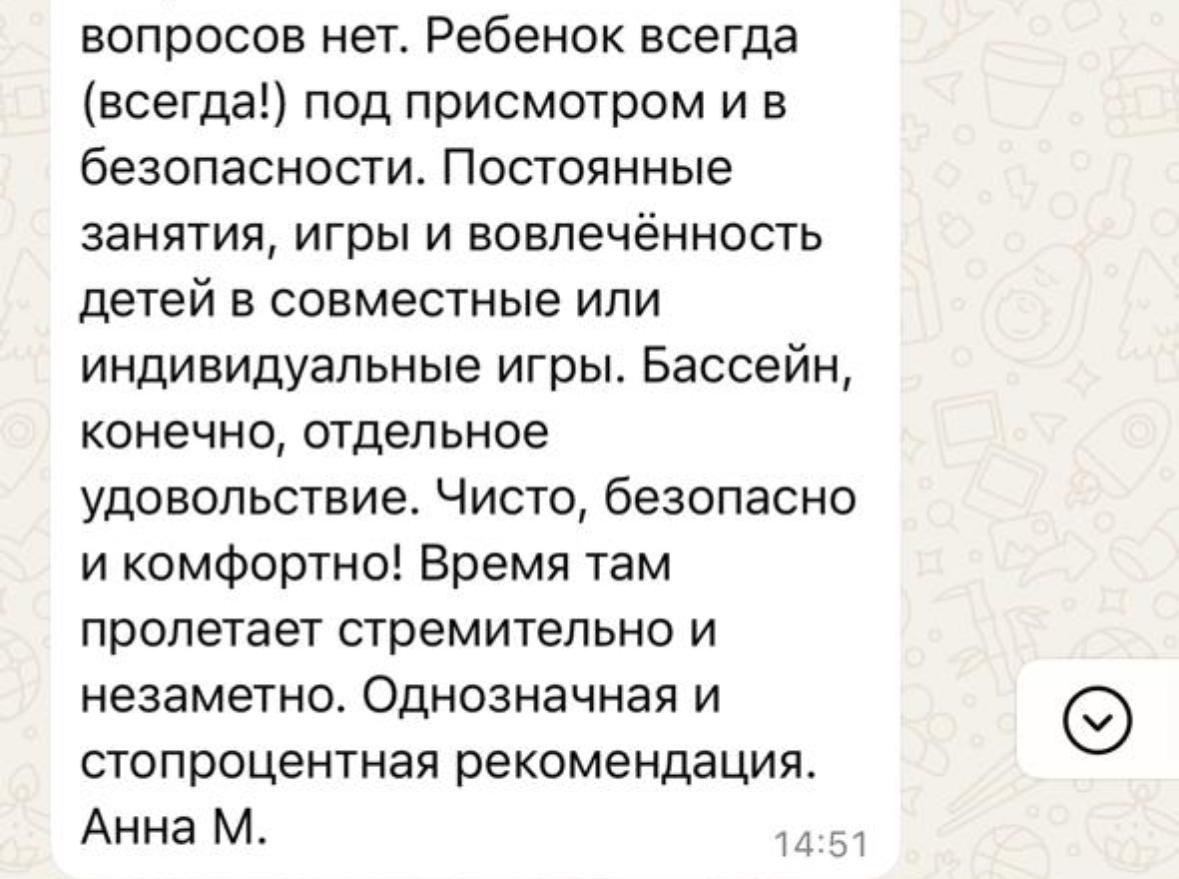 вопросов нет. Ребенок всегда
(всегда!) под присмотром и в
безопасности. Постоянные
занятия, игры и вовлечённость
детей в совместные или
индивидуальные игры. Бассейн,
конечно, отдельное
удовольствие. Чисто, безопасно
и комфортно! Время там
пролетает стремительно и
незаметно. Однозначная и
стопроцентная рекомендация.
Анна М.
14:51